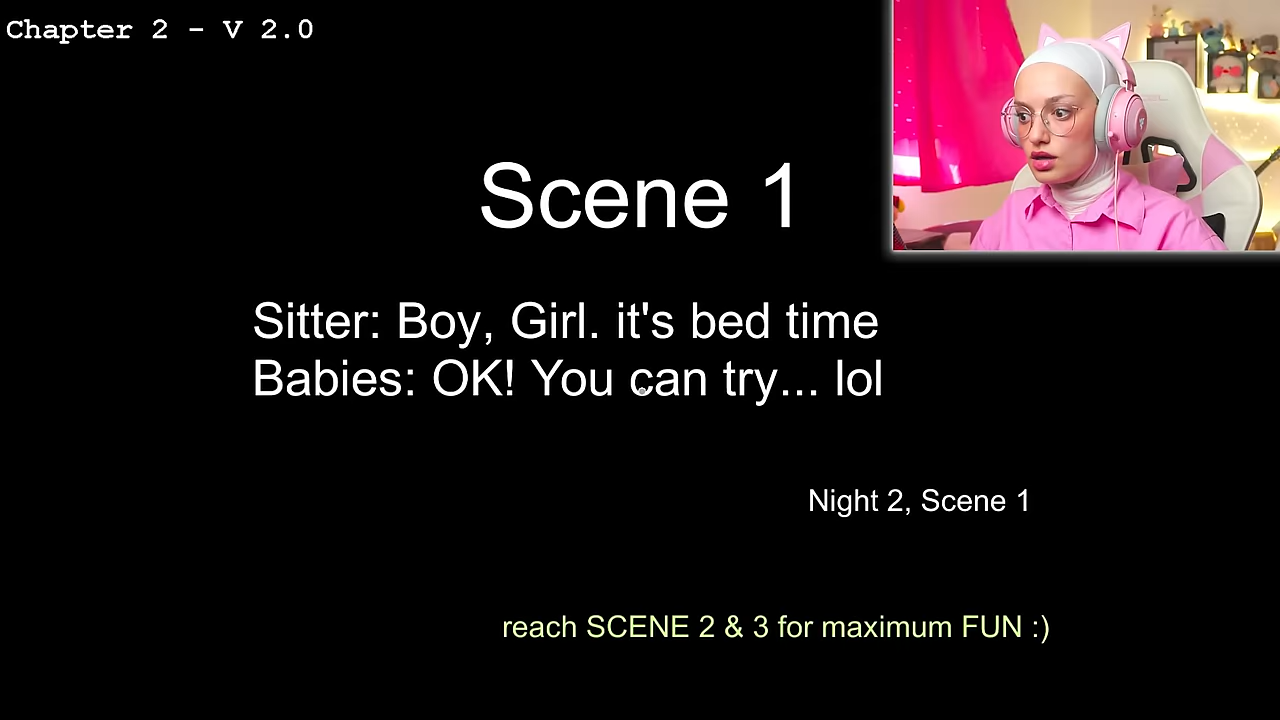 Chapter 2 - V 2.0
Scene 1
Sitter: Boy, Girl. it's bed time
Babies: OK! You can try... lol
Night 2, Scene 1
reach SCENE 2 & 3 for maximum FUN :)